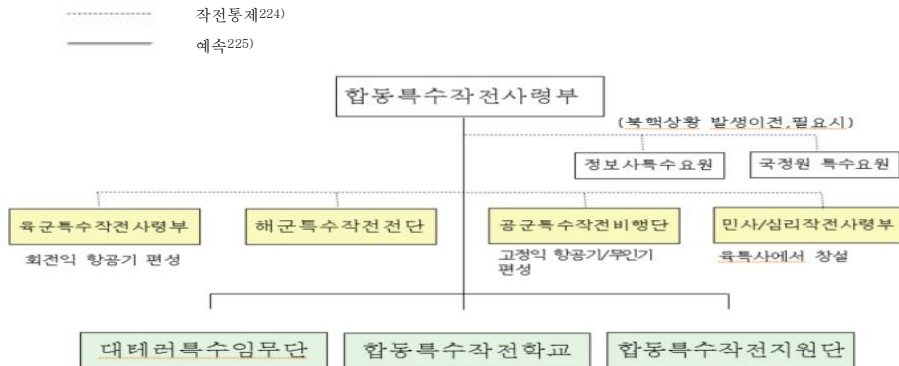 작전통제224)
예속225)
합동특수작전사령부
(북핵상황 발생이전,필요시)
정보사특수요원
국정원 특수요원
육군특수작전사령부
해군특수작전전단
공군특수작전비행단
민사/심리작전사령부
회전익 항공기 편성
고정익 항공기/무인기
편성
육특사에서 창설
대테러특수임무단
합동특수작전학교
합동특수작전지원단